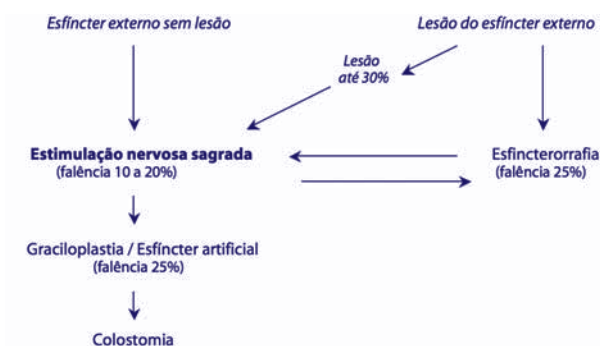 Esfíncter externo sem lesão
Lesão do esfíncter externo
Lesão
até 30%
Estimulação nervosa sagrada
(falência 10 a 20%)
Esfincterorrafia
(falência 25%)
Graciloplastia / Esfíncter artificial
(falência 25%)
Colostomia